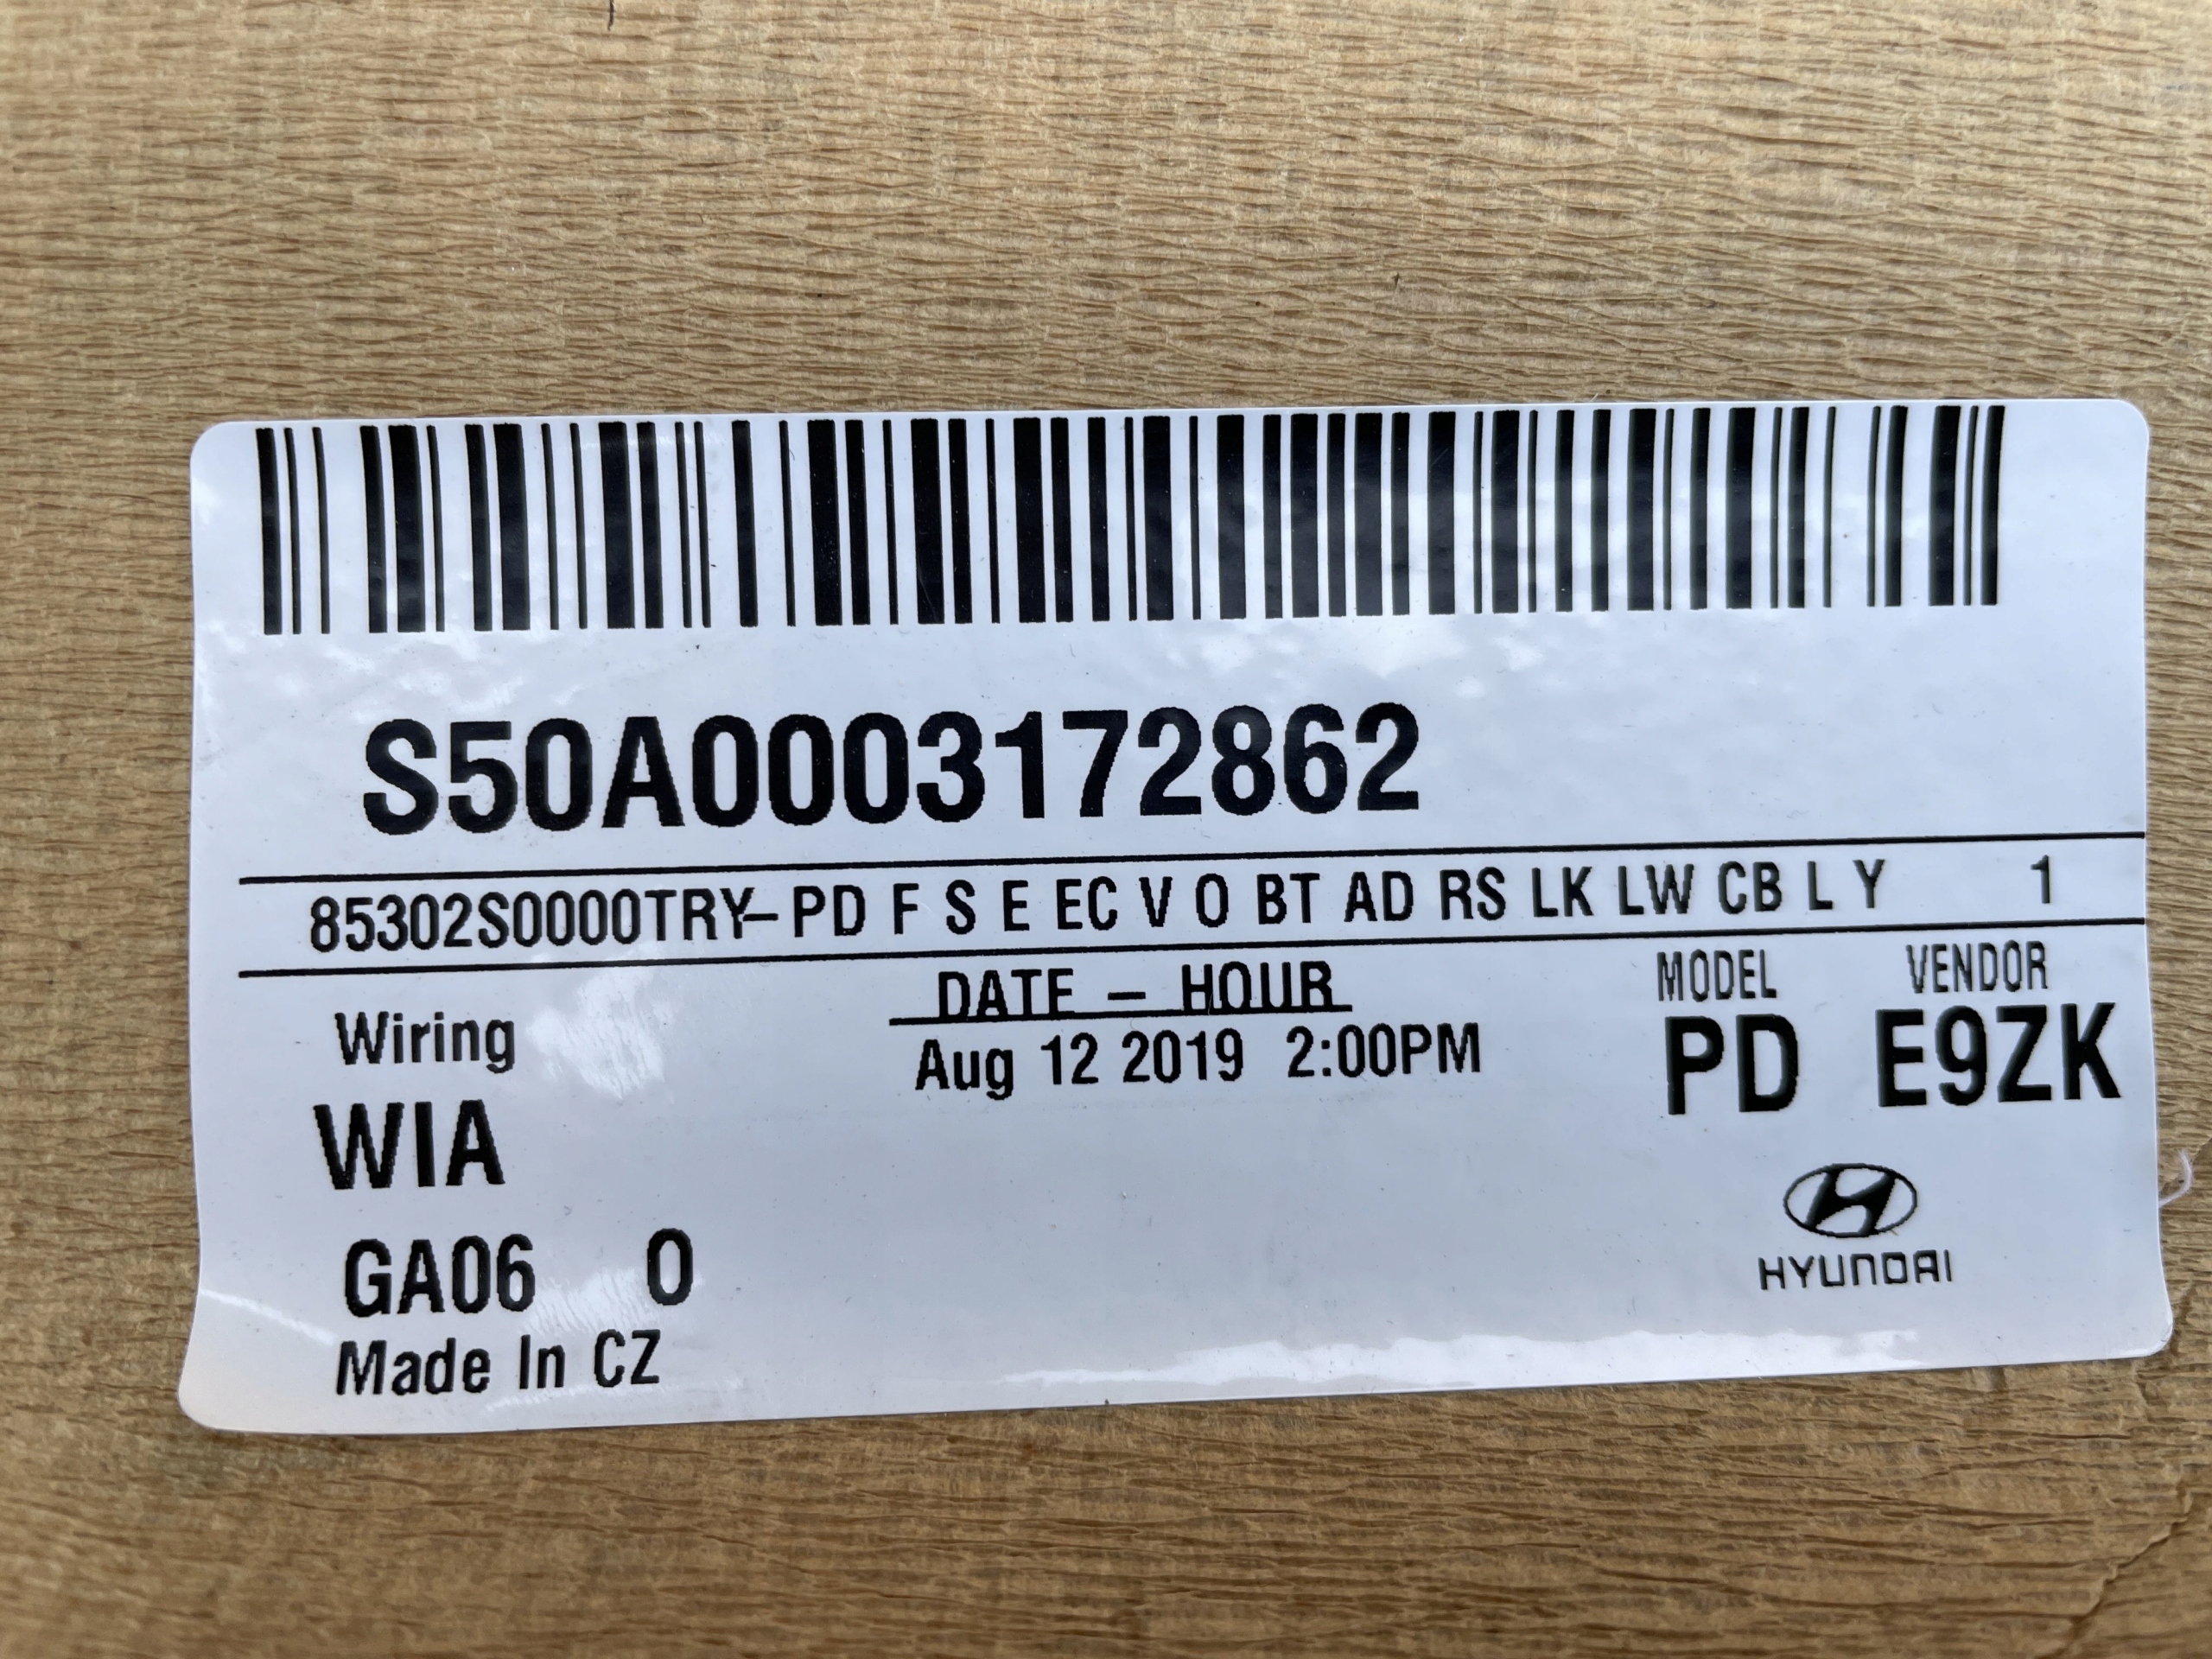 S50A0003172862
85302S0000TRY-PD F S E EC V O BT AD RS LK LW CB L Y 1
DATE - HOUR
MODEL VENDOR
Wiring
Aug 12 2019 2:00PM
PD E9ZK
WIA
GA06 0
HYUNDAI
Made In CZ